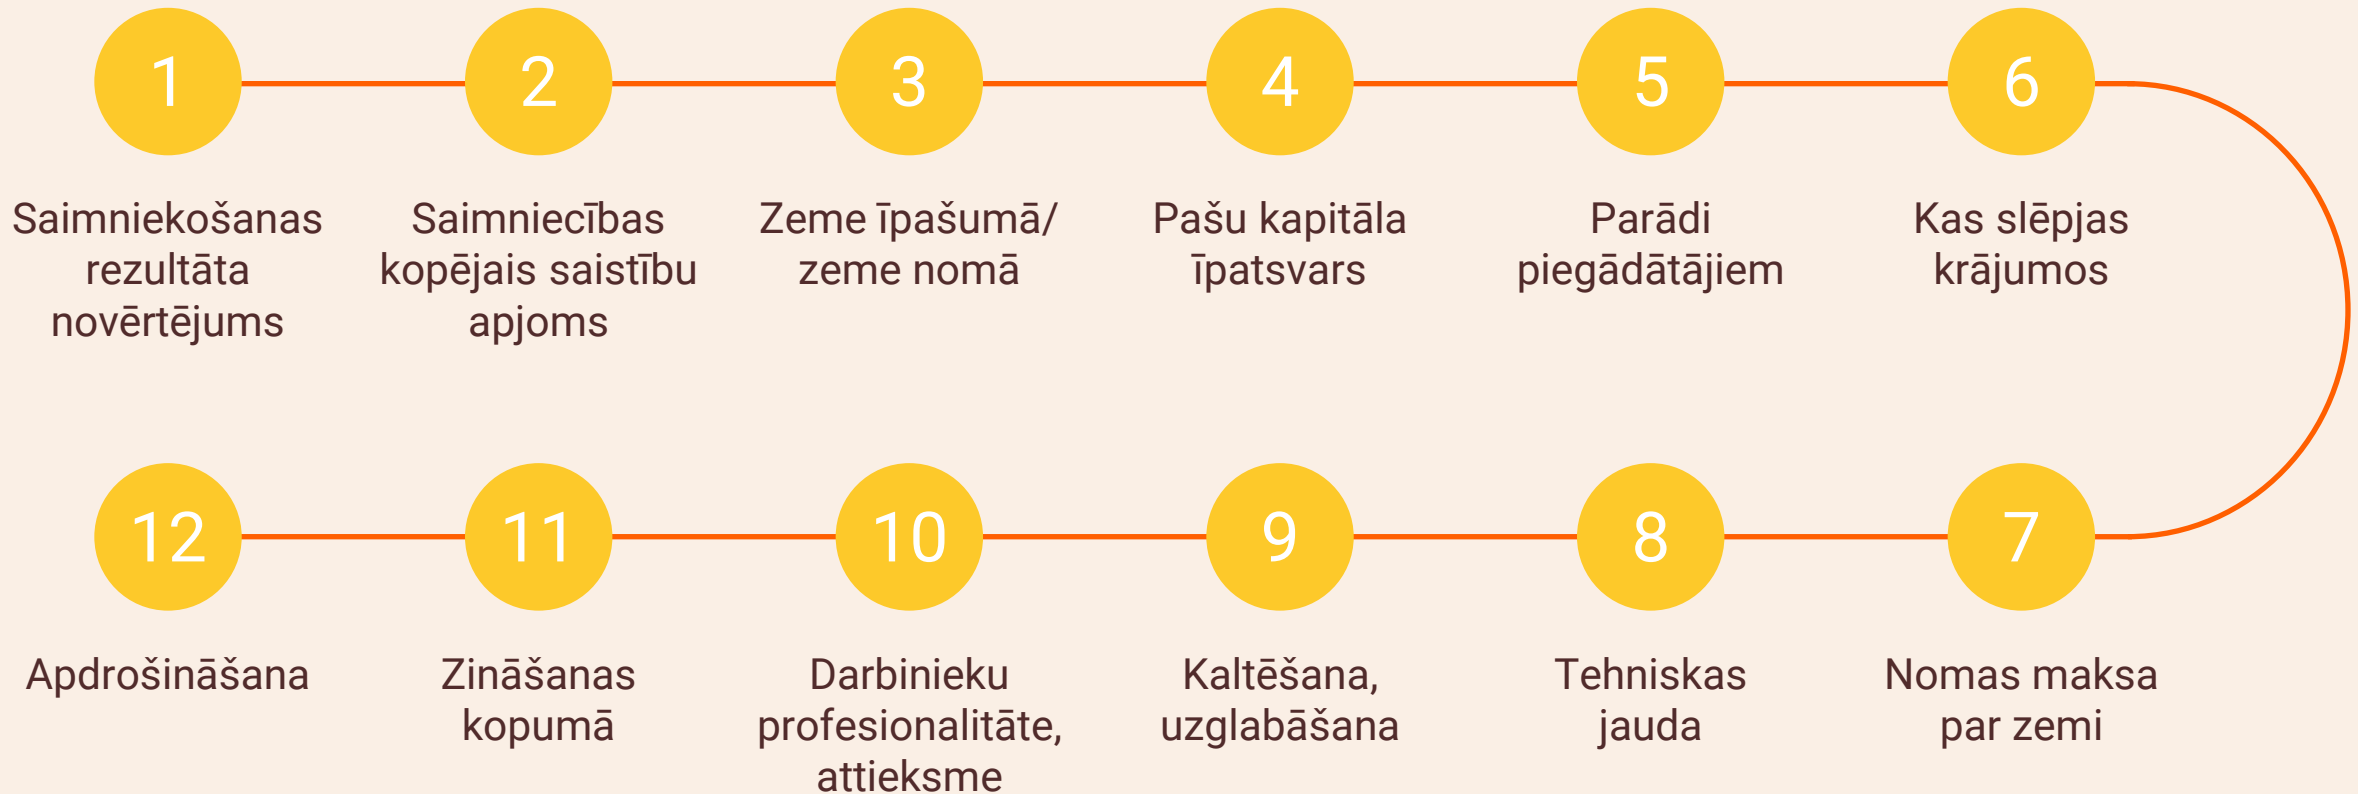 1
Saimniekošanas
rezultāta
novērtējums
2
Saimniecības
kopējais saistību
apjoms
3
Zeme īpašumā/
zeme nomā
4
Pašu kapitāla
īpatsvars
5
Parādi
piegādātājiem
6
Kas slēpjas
krājumos
7
Nomas maksa
par zemi
8
Tehniskas
jauda
9
Kaltēšana,
uzglabāšana
10
Darbinieku
profesionalitāte,
attieksme
11
Zināšanas
kopumā
12
Apdrošināšana